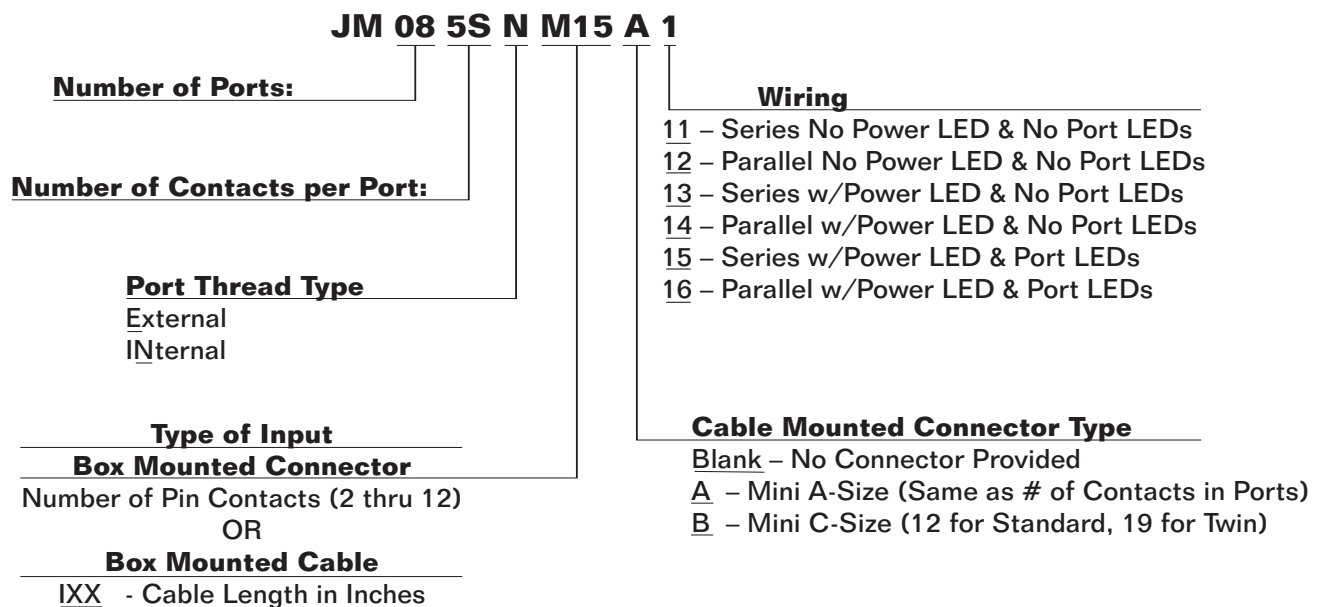 JM 08 5S N M15 A 1
Number of Ports:
Number of Contacts per Port:
Port Thread Type
External
INternal
Type of Input
Box Mounted Connector
Number of Pin Contacts (2 thru 12)
OR
Box Mounted Cable
IXX - Cable Length in Inches
Wiring
11 – Series No Power LED & No Port LEDs
12 – Parallel No Power LED & No Port LEDs
13 – Series w/Power LED & No Port LEDs
14 – Parallel w/Power LED & No Port LEDs
15 – Series w/Power LED & Port LEDs
16 – Parallel w/Power LED & Port LEDs
Cable Mounted Connector Type
Blank – No Connector Provided
A – Mini A-Size (Same as # of Contacts in Ports)
B – Mini C-Size (12 for Standard, 19 for Twin)